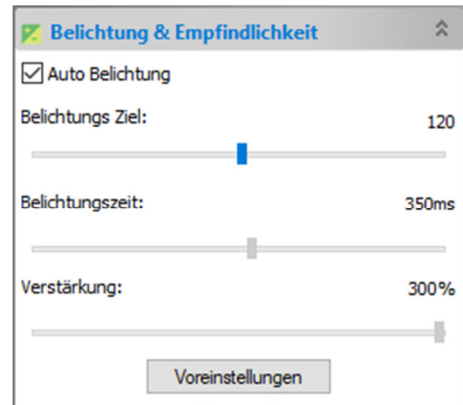 Belichtung & Empfindlichkeit
Auto Belichtung
Belichtungs Ziel: 120
Belichtungszeit: 350ms
Verstärkung: 300%
Voreinstellungen